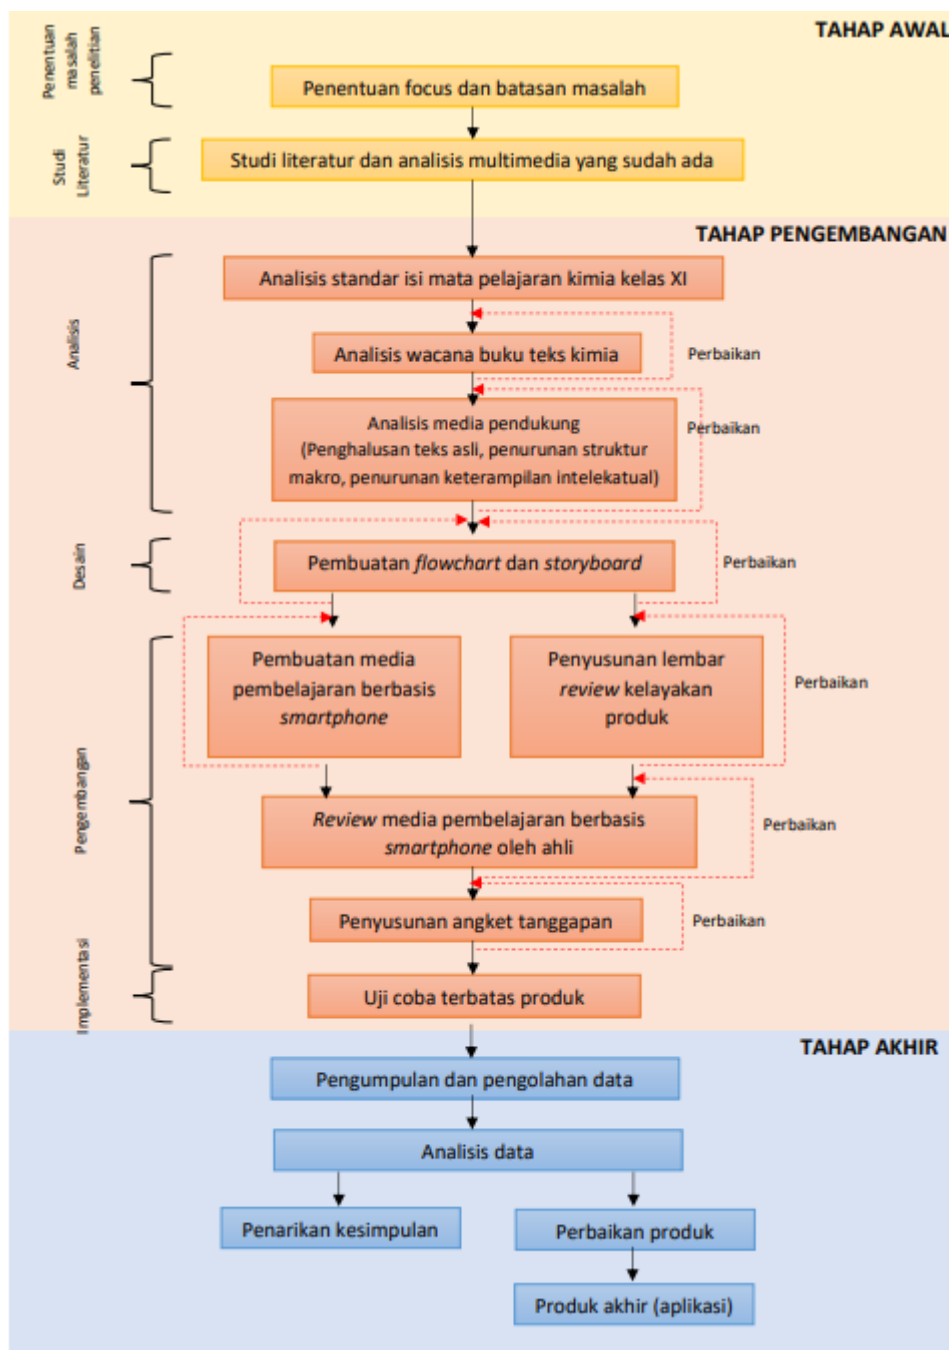 TAHAP AWAL
Penentuan
masalah
penelitian
Penentuan focus dan batasan masalah
Studi
Literatur
Studi literatur dan analisis multimedia yang sudah ada
TAHAP PENGEMBANGAN
Analisis
Analisis standar isi mata pelajaran kimia kelas XI
Analisis wacana buku teks kimia
Perbaikan
Analisis media pendukung
(Penghalusan teks asli, penurunan struktur
makro, penurunan keterampilan intelekatual)
Perbaikan
Desain
Pembuatan flowchart dan storyboard
Perbaikan
Pengembangan
Pembuatan media
pembelajaran berbasis
smartphone
Penyusunan lembar
review kelayakan
produk
Perbaikan
Review media pembelajaran berbasis
smartphone oleh ahli
Perbaikan
Penyusunan angket tanggapan
Perbaikan
Implementasi
Uji coba terbatas produk
TAHAP AKHIR
Pengumpulan dan pengolahan data
Analisis data
Penarikan kesimpulan
Perbaikan produk
Produk akhir (aplikasi)